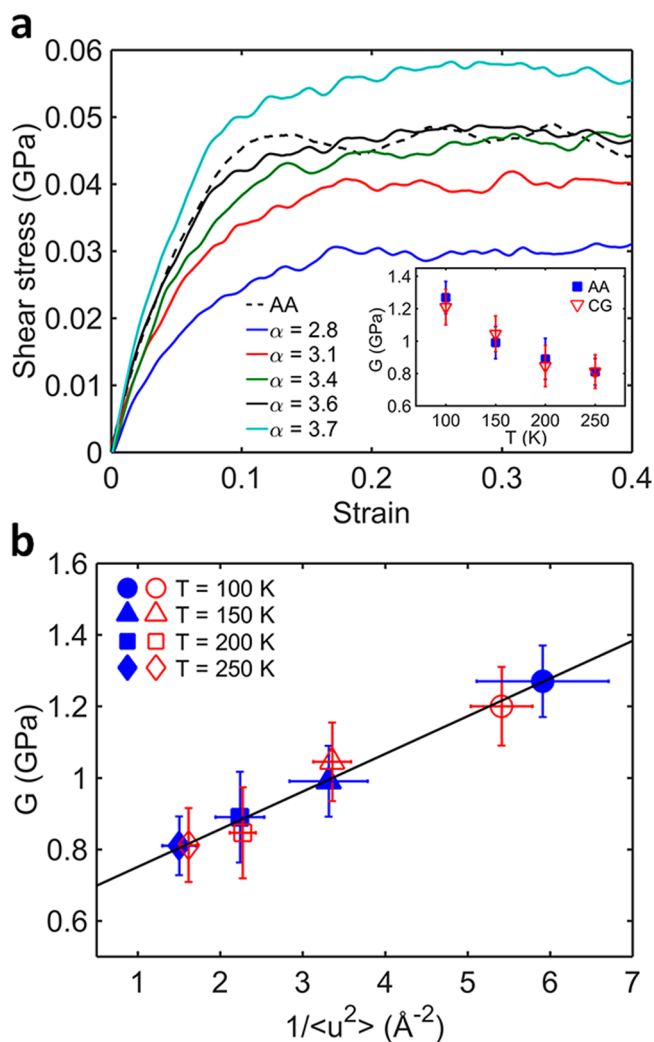 a
0.06
0.05
0.04
0.03
0.02
0.01
0
Shear stress (GPa)
AA
α = 2.8
α = 3.1
α = 3.4
α = 3.6
α = 3.7
1.4
1.2
1
0.8
0.6
G (GPa)
AA
CG
100 150 200 250
T (K)
0 0.1 0.2 0.3 0.4
Strain
b
1.6
1.4
1.2
1
0.8
0.6
G (GPa)
T = 100 K
T = 150 K
T = 200 K
T = 250 K
1 2 3 4 5 6 7
1/<u²> (Å⁻²)